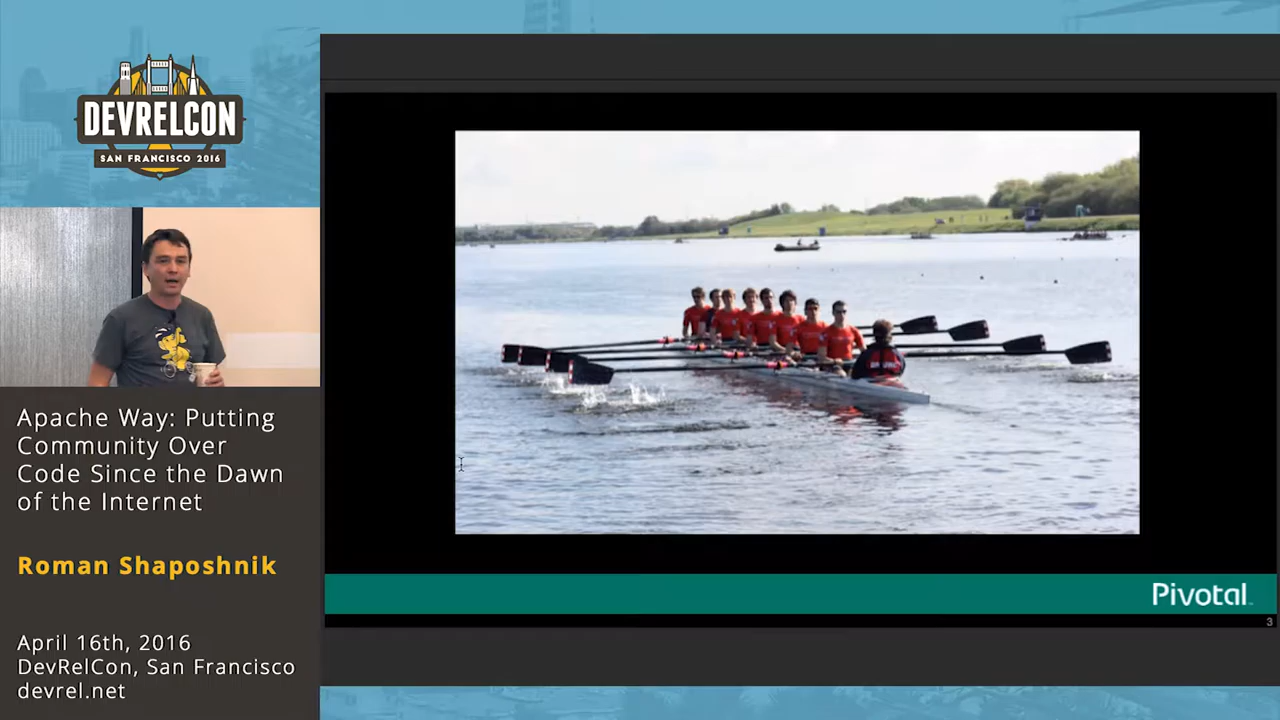 DEVRELCON
SAN FRANCISCO 2016
Apache Way: Putting
Community Over
Code Since the Dawn
of the Internet
Roman Shaposhnik
April 16th, 2016
DevRelCon, San Francisco
devrel.net
Pivotal
3